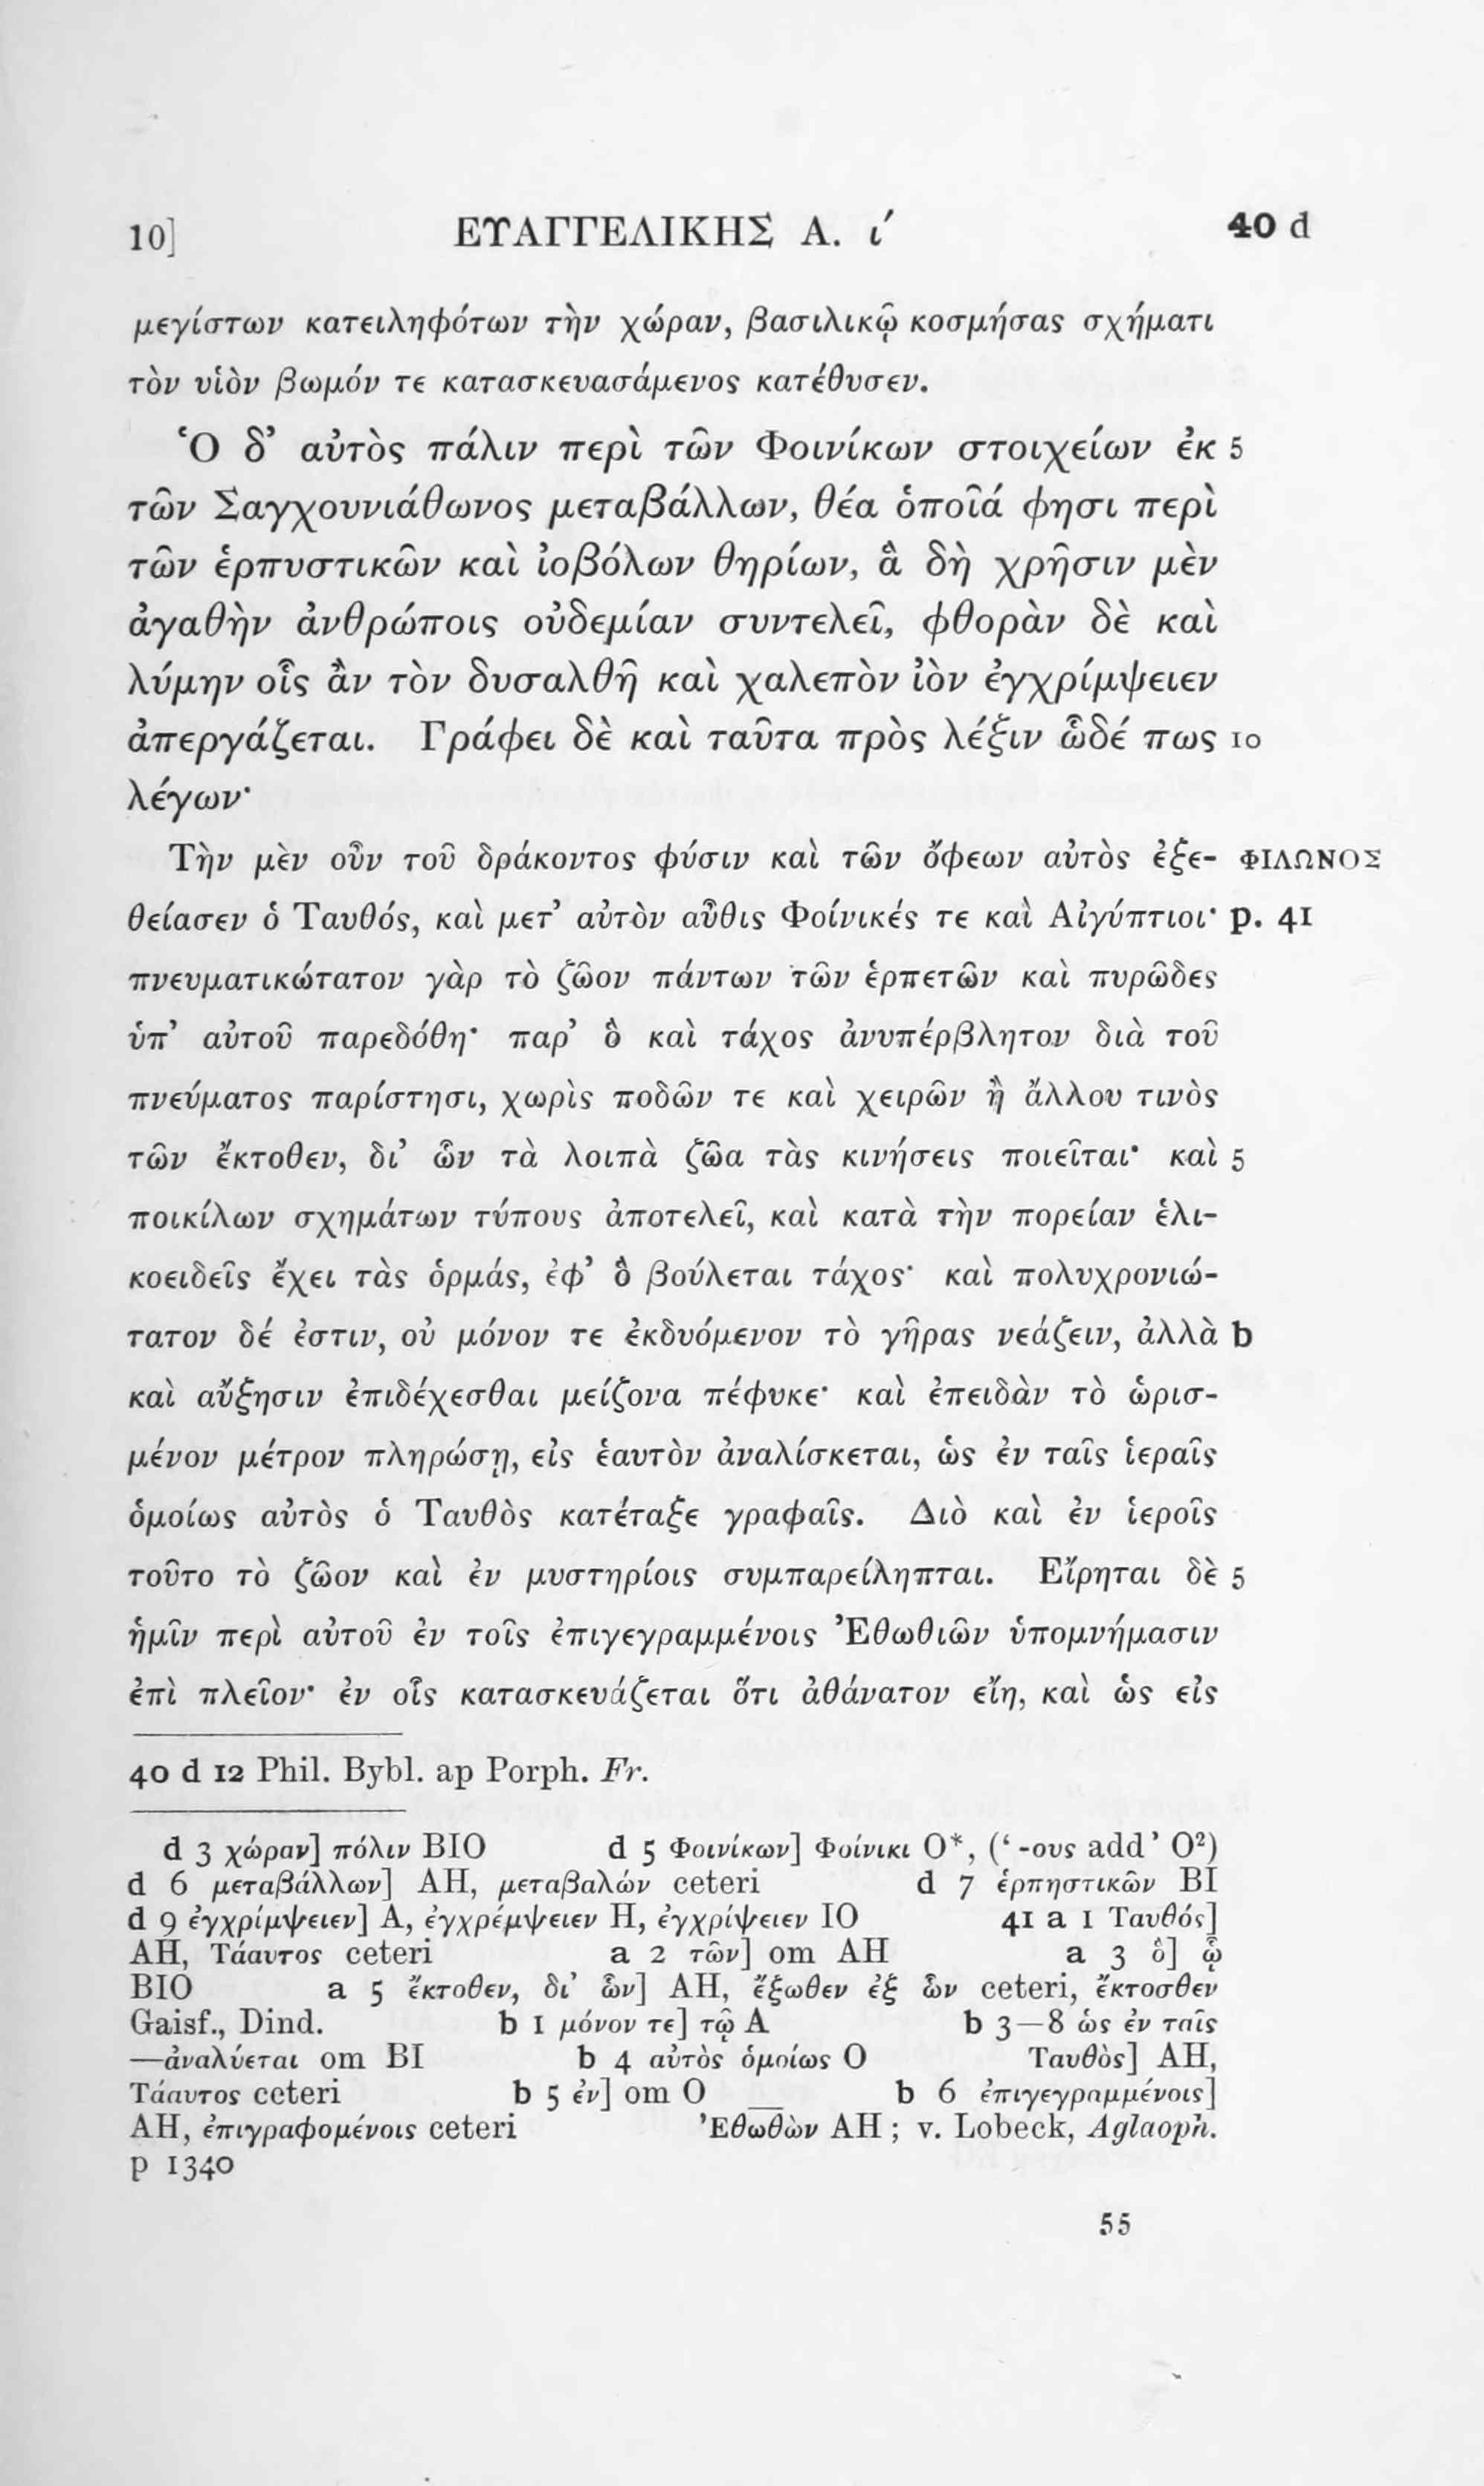 10] ΕΥΑΓΓΕΛΙΚΗΣ Α. ι´ 40 d
μεγίστων κατειληφότων τὴν χώραν, βασιλικῷ κοσμήσας σχήματι
τὸν υἱὸν βωμόν τε κατασκευασάμενος κατέθυσεν.
Ὁ δ’ αὐτὸς πάλιν περὶ τῶν Φοινίκων στοιχείων ἐκ 5
τῶν Σαγχουνιάθωνος μεταβάλλων, θέα ὁποῖά φησι περὶ
τῶν ἑρπυστικῶν καὶ ἰοβόλων θηρίων, ἃ δὴ χρῆσιν μὲν
ἀγαθὴν ἀνθρώποις οὐδεμίαν συντελεῖ, φθορὰν δὲ καὶ
λύμην οἷς ἂν τὸν δυσαλθῆ καὶ χαλεπὸν ἰὸν ἐγχρίμψειεν
ἀπεργάζεται. Γράφει δὲ καὶ ταῦτα πρὸς λέξιν ὧδέ πως 10
λέγων·
Τὴν μὲν οὖν τοῦ δράκοντος φύσιν καὶ τῶν ὄφεων αὐτὸς ἐξε- ΦΙΛΩΝΟΣ
θείασεν ὁ Ταυθός, καὶ μετ’ αὐτὸν αὖθις Φοίνικές τε καὶ Αἰγύπτιοι· p. 41
πνευματικώτατον γὰρ τὸ ζῶον πάντων τῶν ἑρπετῶν καὶ πυρῶδες
ὑπ’ αὐτοῦ παρεδόθη· παρ’ ὃ καὶ τάχος ἀνυπέρβλητον διὰ τοῦ
πνεύματος παρίστησι, χωρὶς ποδῶν τε καὶ χειρῶν ἢ ἄλλου τινὸς
τῶν ἔκτοθεν, δι’ ὧν τὰ λοιπὰ ζῶα τὰς κινήσεις ποιεῖται· καὶ 5
ποικίλων σχημάτων τύπους ἀποτελεῖ, καὶ κατὰ τὴν πορείαν ἑλι-
κοειδεῖς ἔχει τὰς ὁρμάς, ἐφ’ ὃ βούλεται τάχος· καὶ πολυχρονιώ-
τατον δέ ἐστιν, οὐ μόνον τε ἐκδυόμενον τὸ γῆρας νεάζειν, ἀλλὰ b
καὶ αὔξησιν ἐπιδέχεσθαι μείζονα πέφυκε· καὶ ἐπειδὰν τὸ ὡρισ-
μένον μέτρον πληρώσῃ, εἰς ἑαυτὸν ἀναλίσκεται, ὡς ἐν ταῖς ἱεραῖς
ὁμοίως αὐτὸς ὁ Ταυθὸς κατέταξε γραφαῖς. Διὸ καὶ ἐν ἱεροῖς
τοῦτο τὸ ζῶον καὶ ἐν μυστηρίοις συμπαρείληπται. Εἴρηται δὲ 5
ἡμῖν περὶ αὐτοῦ ἐν τοῖς ἐπιγεγραμμένοις Ἐθωθιῶν ὑπομνήμασιν
ἐπὶ πλεῖον· ἐν οἷς κατασκευάζεται ὅτι ἀθάνατον εἴη, καὶ ὡς εἰς
40 d 12 Phil. Bybl. ap Porph. Fr.
d 3 χώραν] πόλιν BIO d 5 Φοινίκων] Φοίνικι O*, (‘-ους add’ O²)
d 6 μεταβάλλων] AH, μεταβαλών ceteri d 7 ἑρπηστικῶν BI
d 9 ἐγχρίμψειεν] A, ἐγχρέμψειεν H, ἐγχρίψειεν IO 41 a 1 Ταυθός]
AH, Τάαυτος ceteri a 2 τῶν] om AH a 3 ὃ] ᾧ
BIO a 5 ἔκτοθεν, δι’ ὧν] AH, ἔξωθεν ἐξ ὧν ceteri, ἔκτοσθεν
Gaisf., Dind. b 1 μόνον τε] τῷ A b 3—8 ὡς ἐν ταῖς
—ἀναλύεται om BI b 4 αὐτὸς ὁμοίως O Ταυθὸς] AH,
Τάαυτος ceteri b 5 ἐν] om O b 6 ἐπιγεγραμμένοις]
AH, ἐπιγραφομένοις ceteri Ἐθωθὼν AH ; v. Lobeck, Aglaoph.
p 1340
55